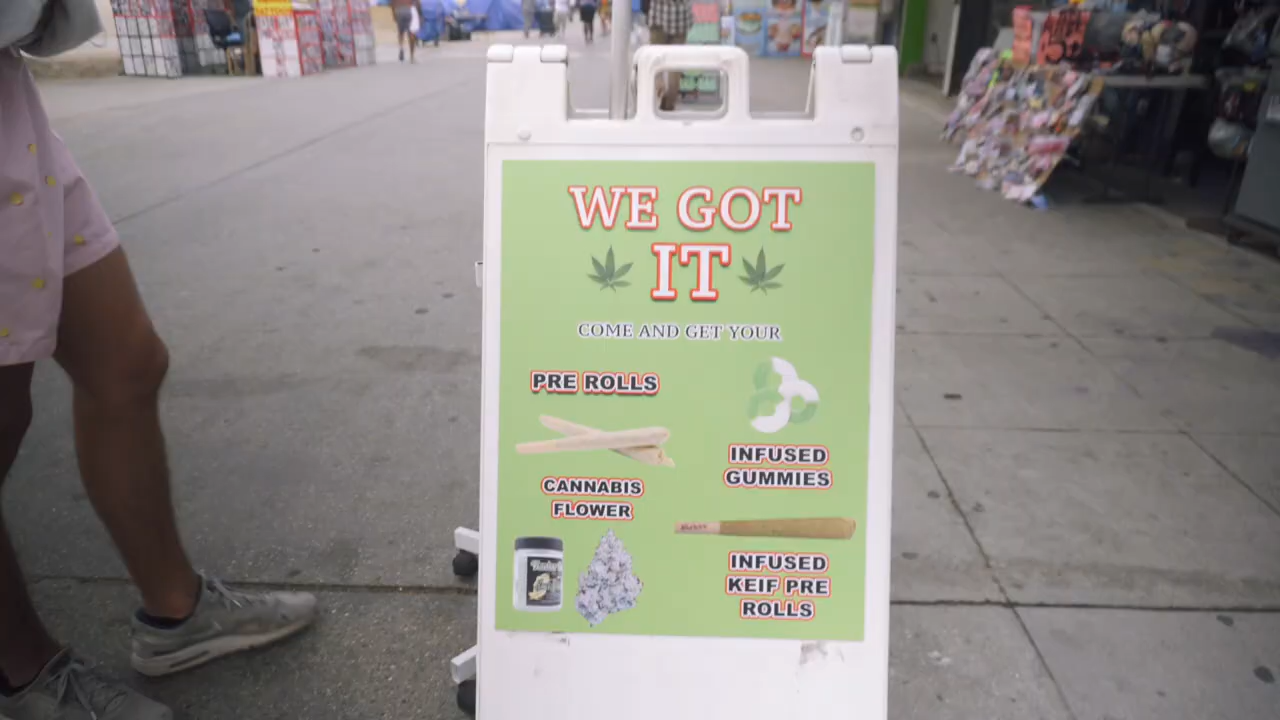 WE GOT
IT
COME AND GET YOUR
PRE ROLLS
INFUSED
GUMMIES
CANNABIS
FLOWER
INFUSED
KEIF PRE
ROLLS